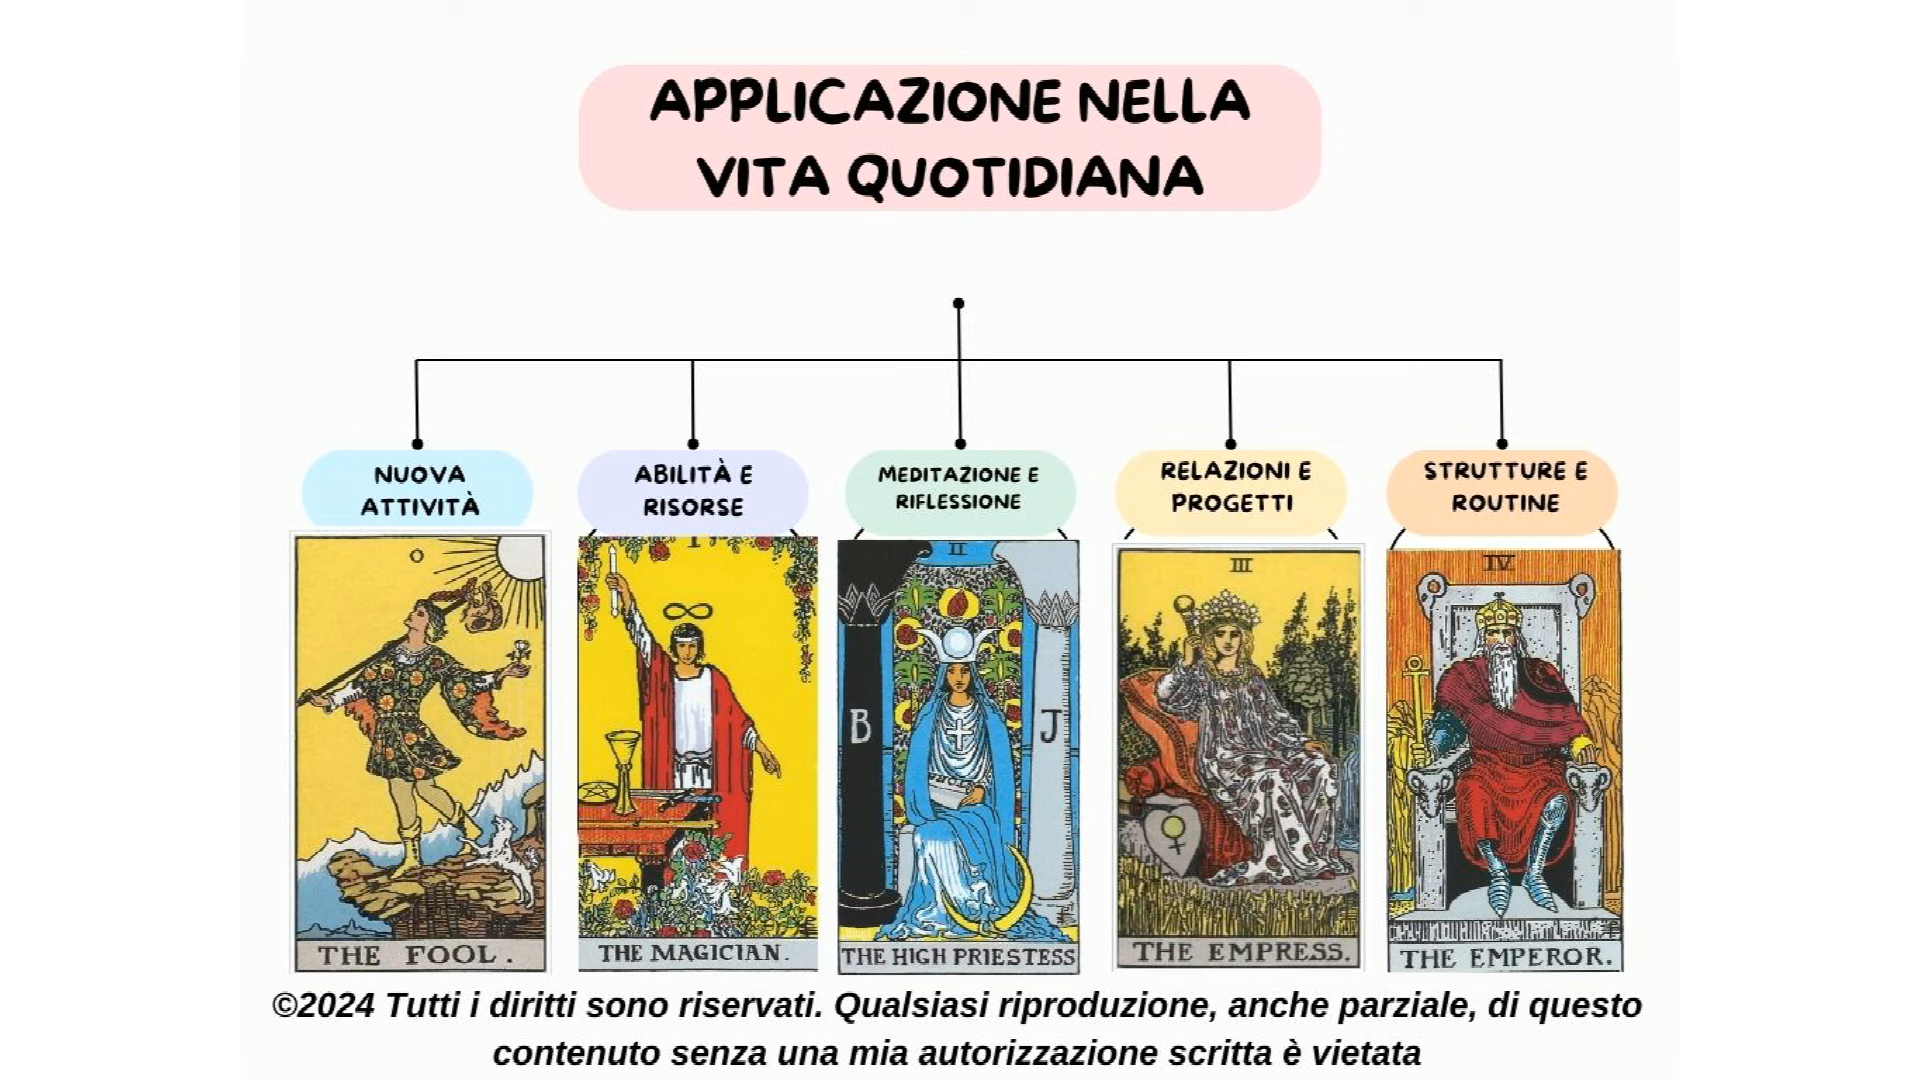 APPLICAZIONE NELLA
VITA QUOTIDIANA
NUOVA
ATTIVITÀ
ABILITÀ E
RISORSE
MEDITAZIONE E
RIFLESSIONE
RELAZIONI E
PROGETTI
STRUTTURE E
ROUTINE
0
I
II
III
IV
B
J
THE FOOL.
THE MAGICIAN.
THE HIGH PRIESTESS
THE EMPRESS.
THE EMPEROR.
©2024 Tutti i diritti sono riservati. Qualsiasi riproduzione, anche parziale, di questo
contenuto senza una mia autorizzazione scritta è vietata